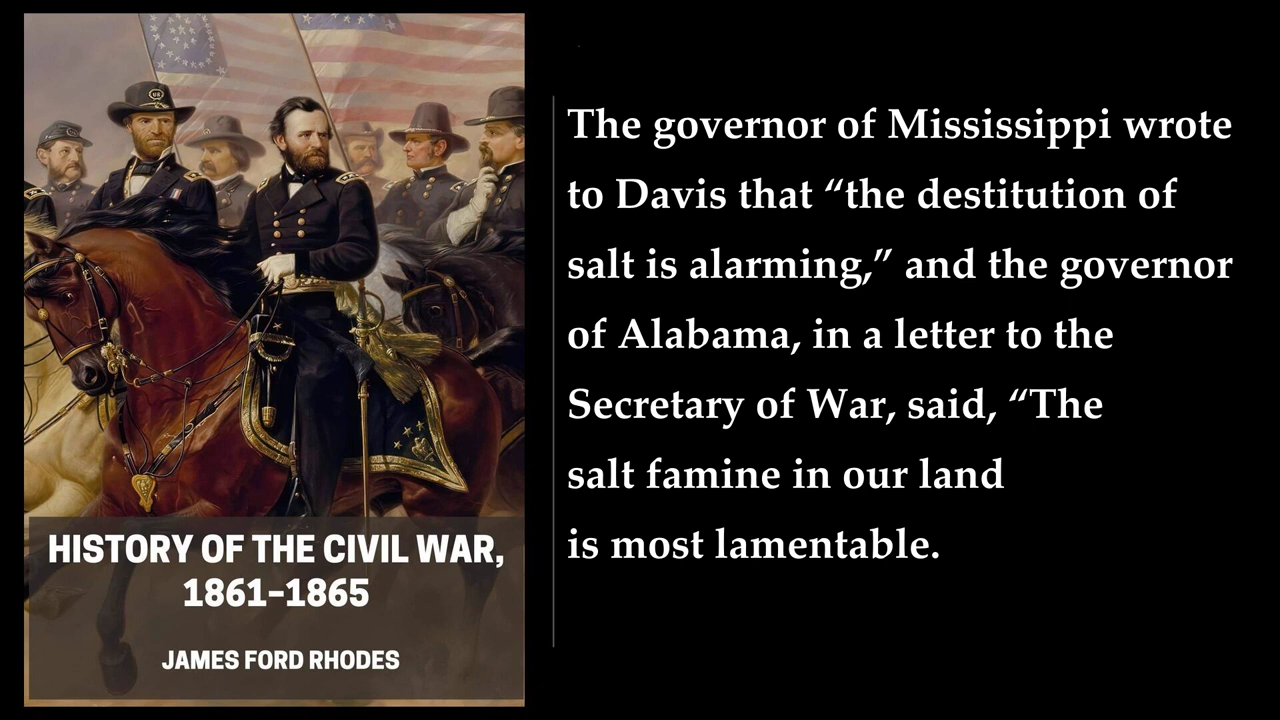 The governor of Mississippi wrote
to Davis that “the destitution of
salt is alarming,” and the governor
of Alabama, in a letter to the
Secretary of War, said, “The
salt famine in our land
is most lamentable.
HISTORY OF THE CIVIL WAR,
1861–1865
JAMES FORD RHODES